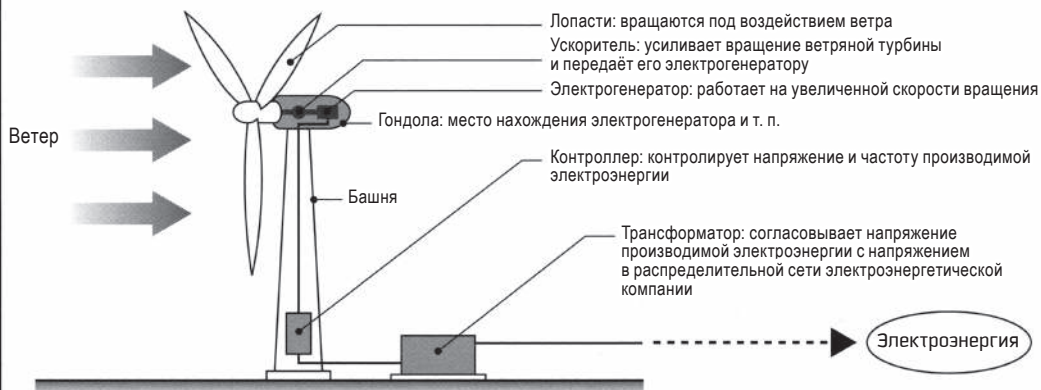 Лопасти: вращаются под воздействием ветра
Ускоритель: усиливает вращение ветряной турбины
и передаёт его электрогенератору
Электрогенератор: работает на увеличенной скорости вращения
Гондола: место нахождения электрогенератора и т. п.
Ветер
Контроллер: контролирует напряжение и частоту производимой
электроэнергии
Башня
Трансформатор: согласовывает напряжение
производимой электроэнергии с напряжением
в распределительной сети электроэнергетической
компании
Электроэнергия